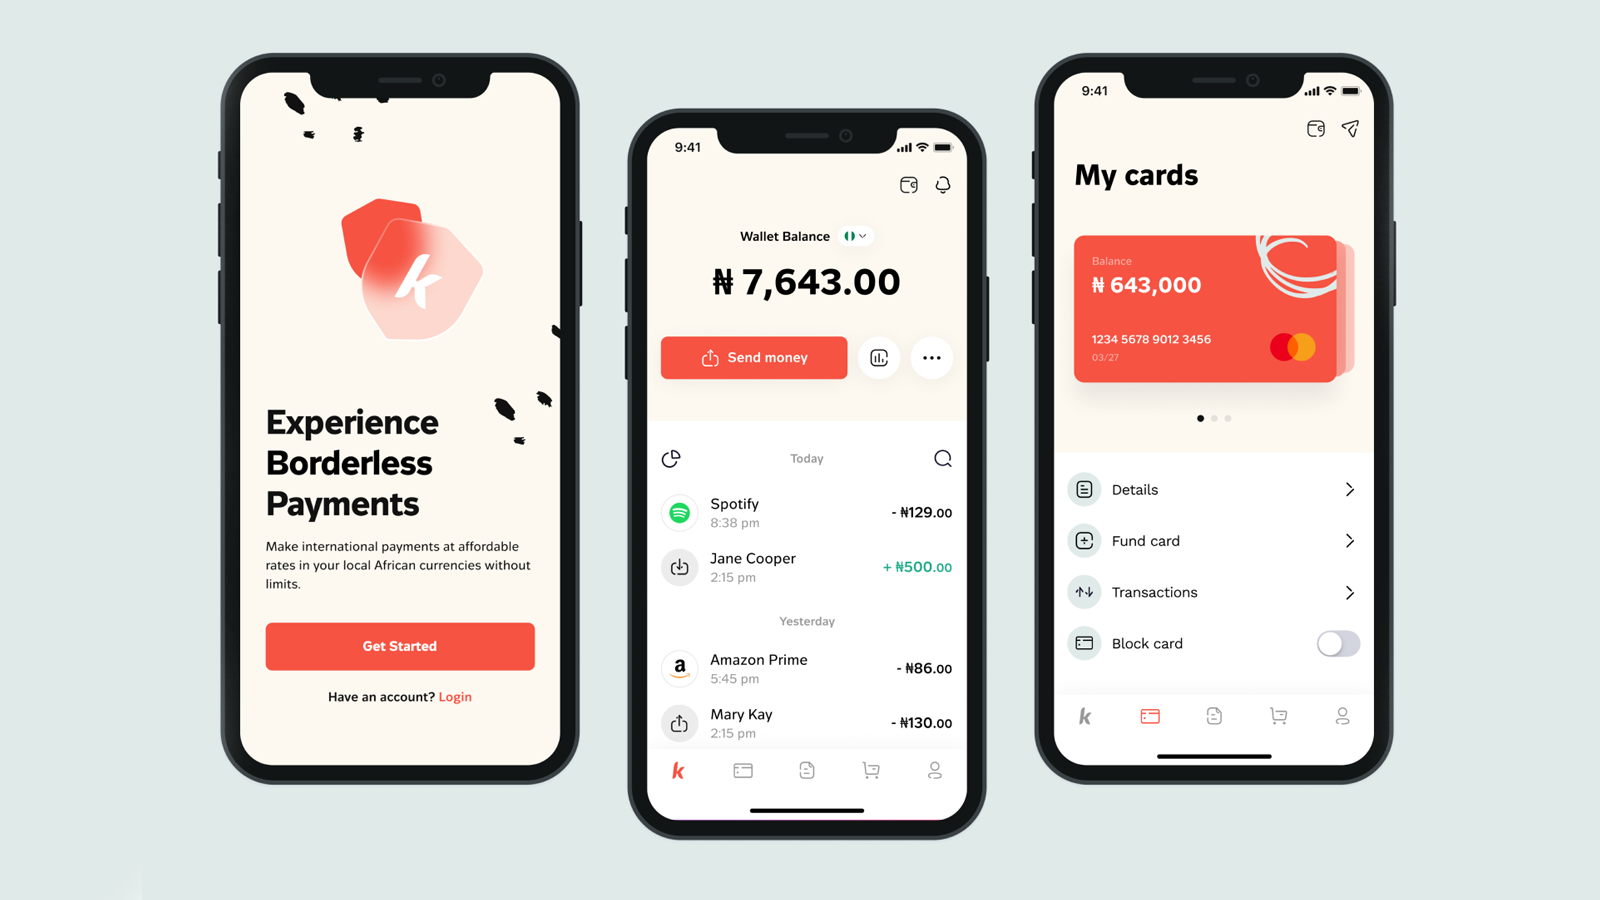 k
Experience
Borderless
Payments
Make international payments at affordable
rates in your local African currencies without
limits.
Get Started
Have an account? Login
9:41
Wallet Balance
₦ 7,643.00
Send money
Today
Spotify
8:38 pm
- ₦129.00
Jane Cooper
2:15 pm
+ ₦500.00
Yesterday
a
Amazon Prime
5:45 pm
- ₦86.00
Mary Kay
2:15 pm
- ₦130.00
k
9:41
My cards
Balance
₦ 643,000
1234 5678 9012 3456
03/27
Details
Fund card
Transactions
Block card
k